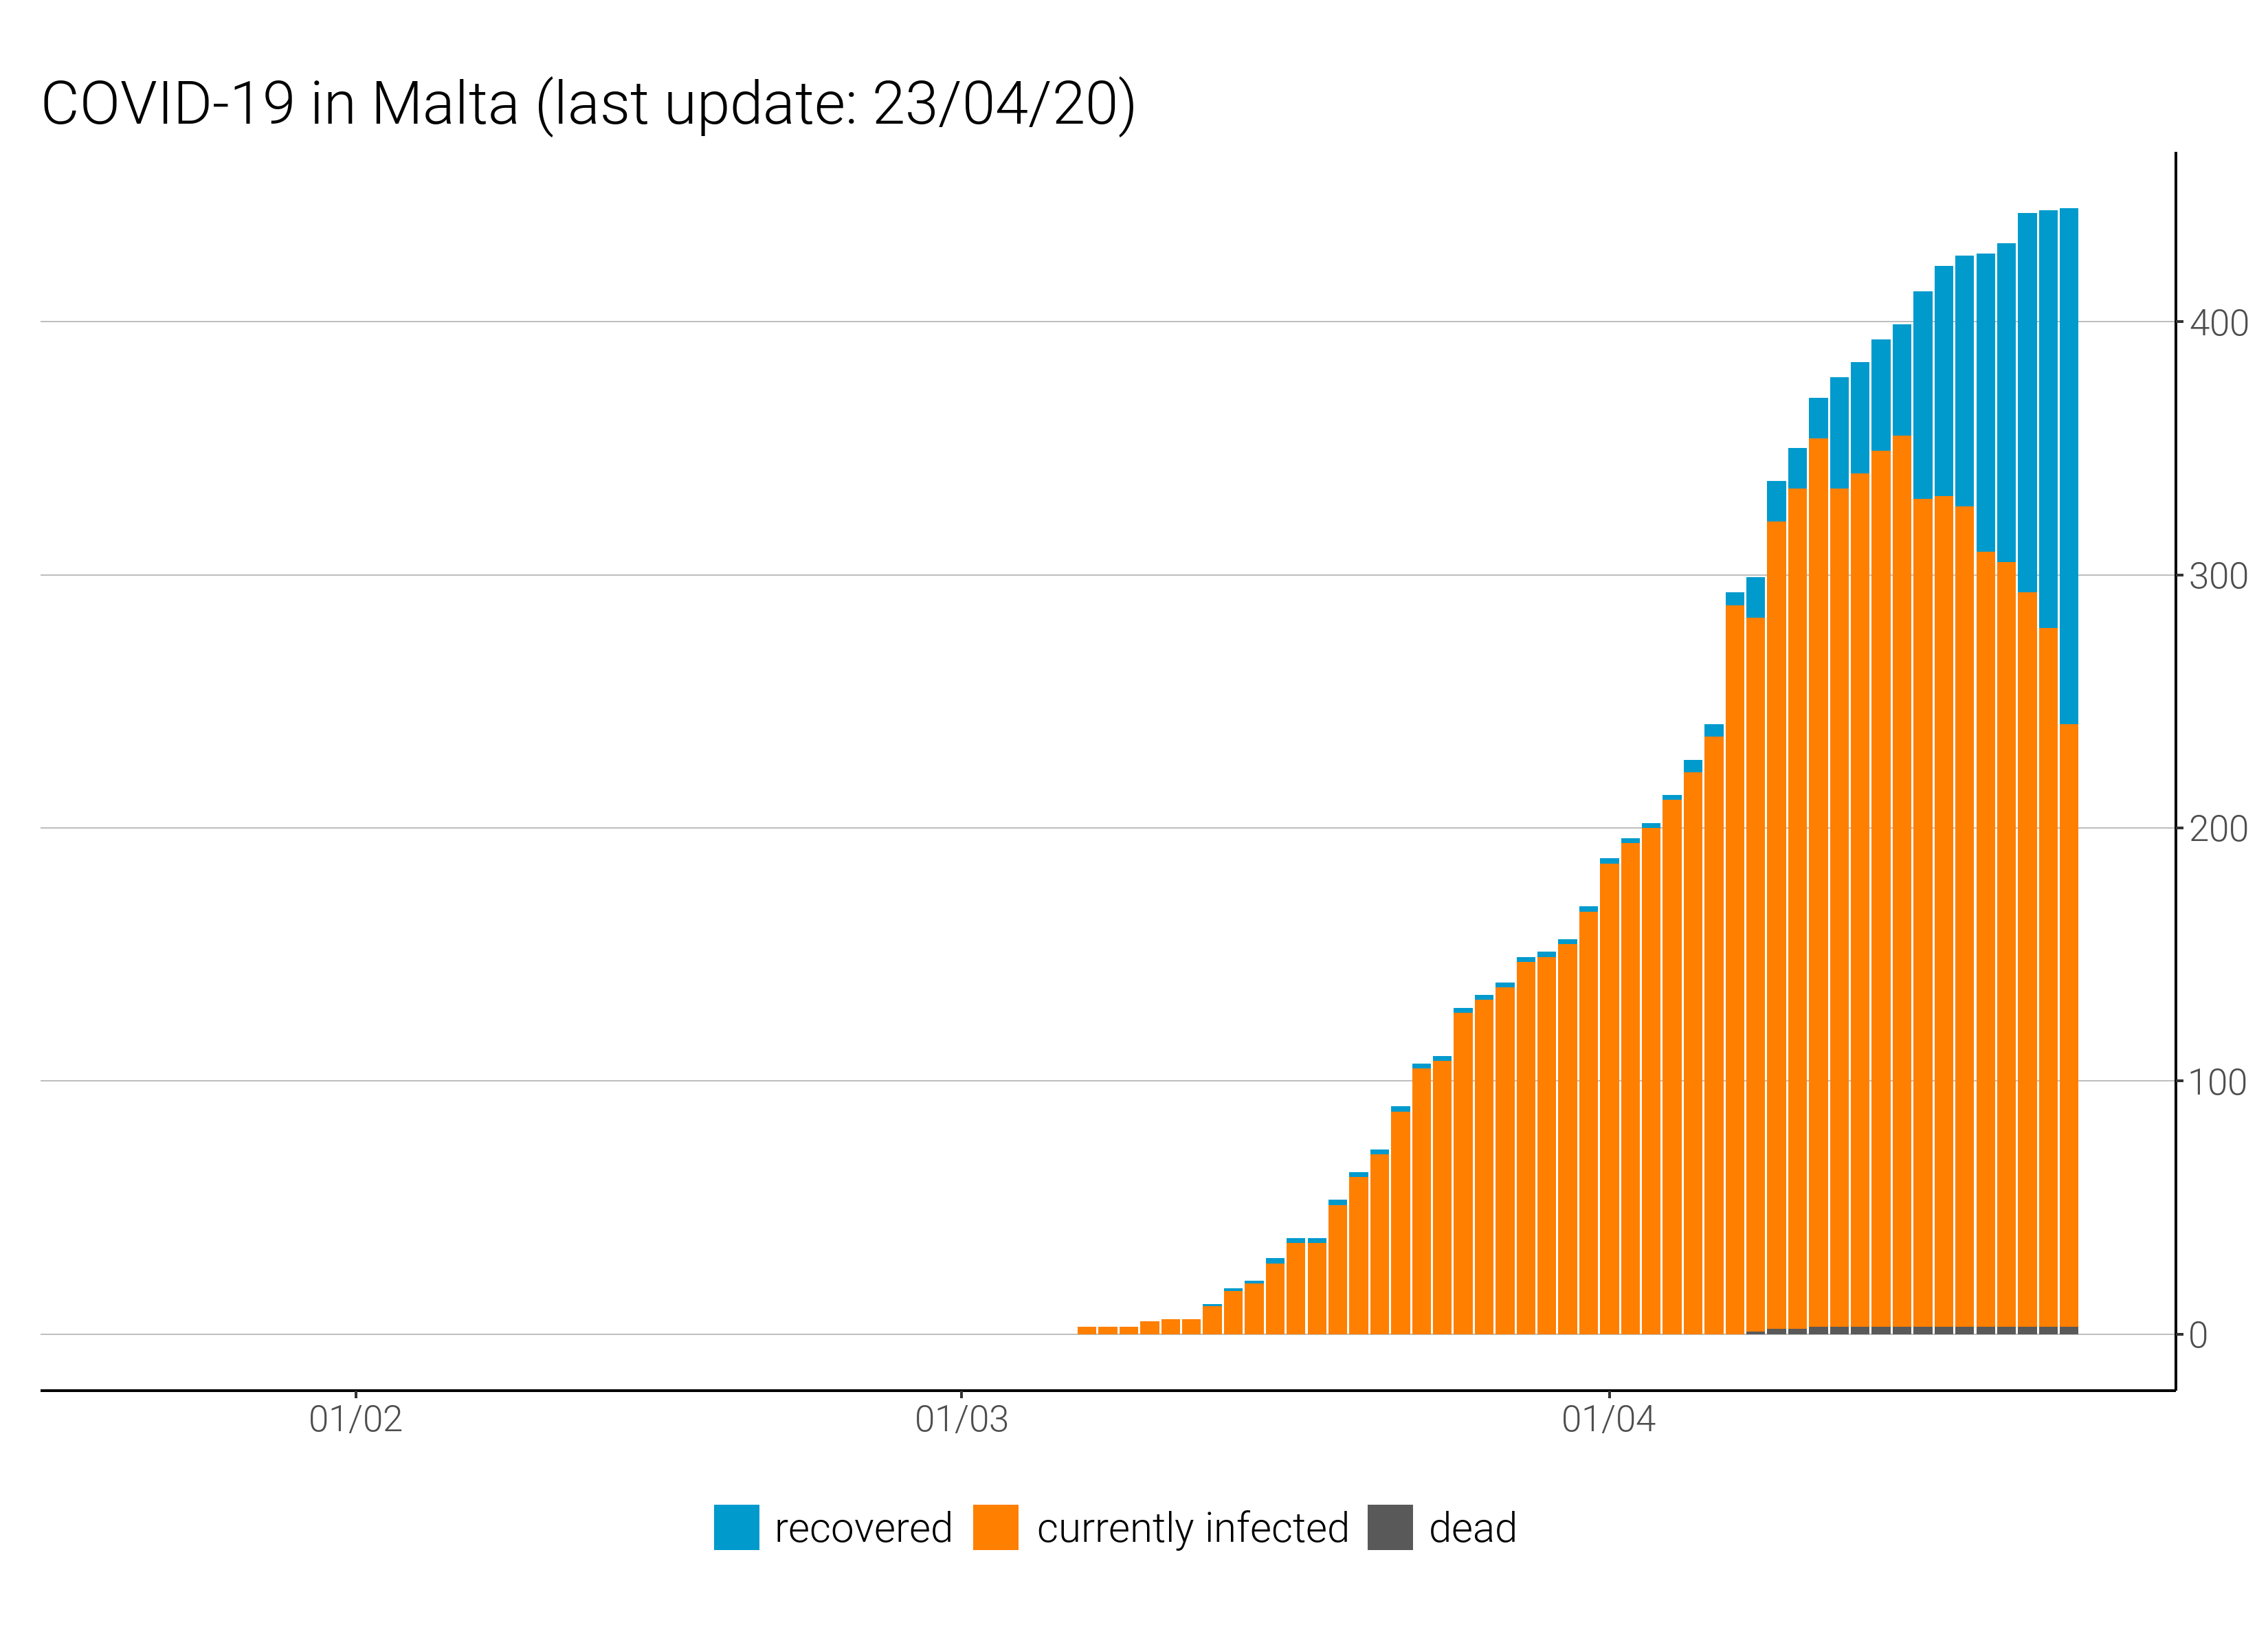 COVID-19 in Malta (last update: 23/04/20)
400
300
200
100
0
01/02 01/03 01/04
recovered currently infected dead